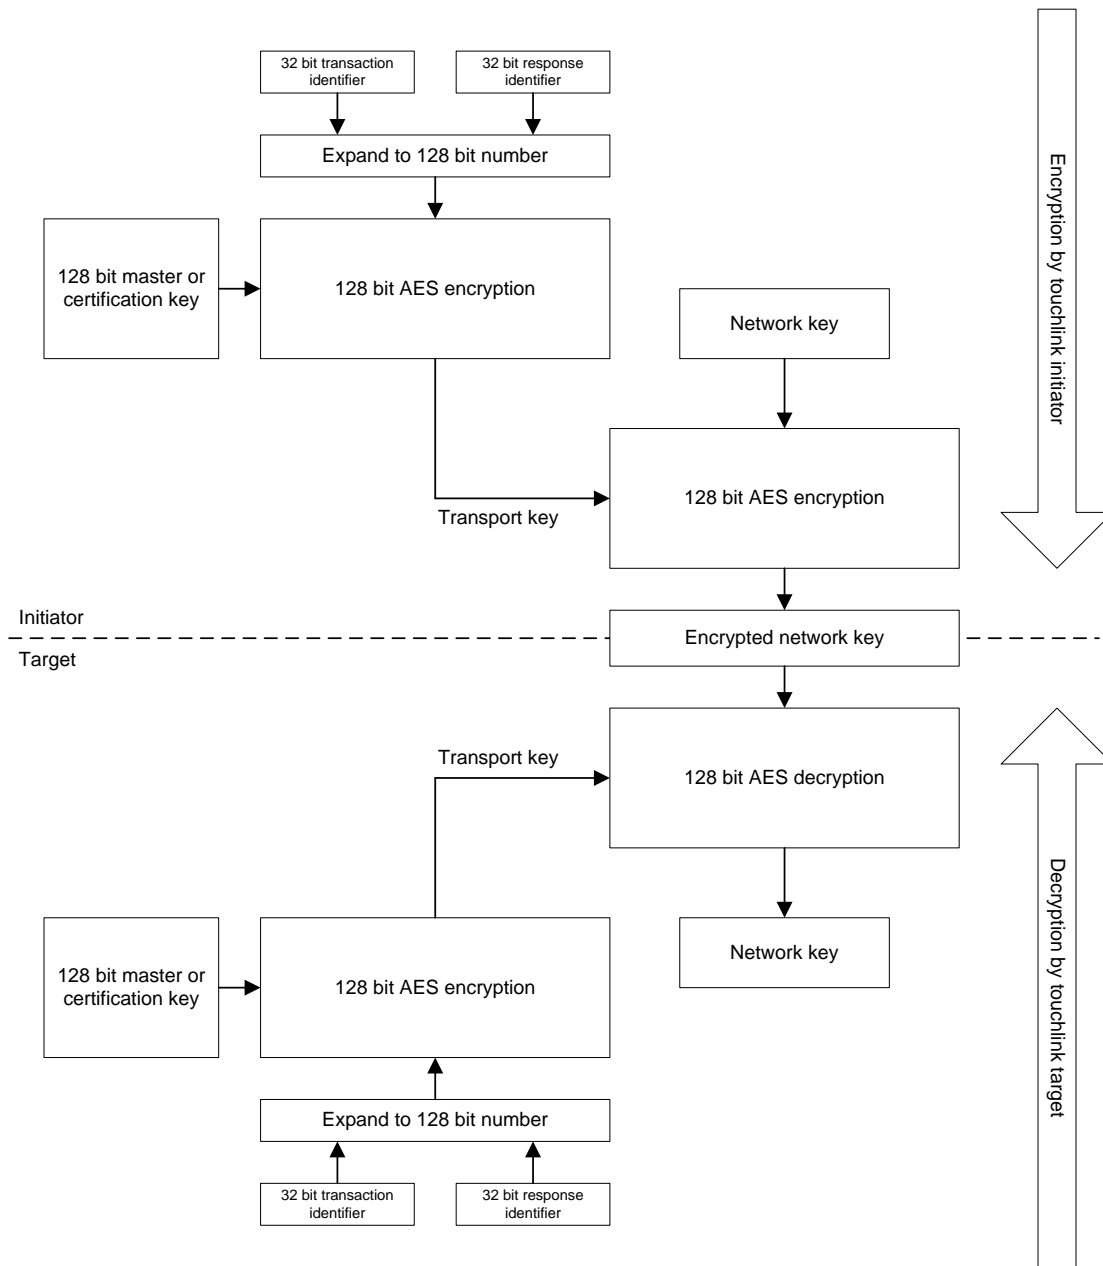 32 bit transaction
identifier
32 bit response
identifier
Expand to 128 bit number
128 bit master or
certification key
128 bit AES encryption
Network key
Encryption by touchlink initiator
128 bit AES encryption
Transport key
Initiator
Encrypted network key
Target
Transport key
128 bit AES decryption
Decryption by touchlink target
128 bit master or
certification key
128 bit AES encryption
Network key
Expand to 128 bit number
32 bit transaction
identifier
32 bit response
identifier